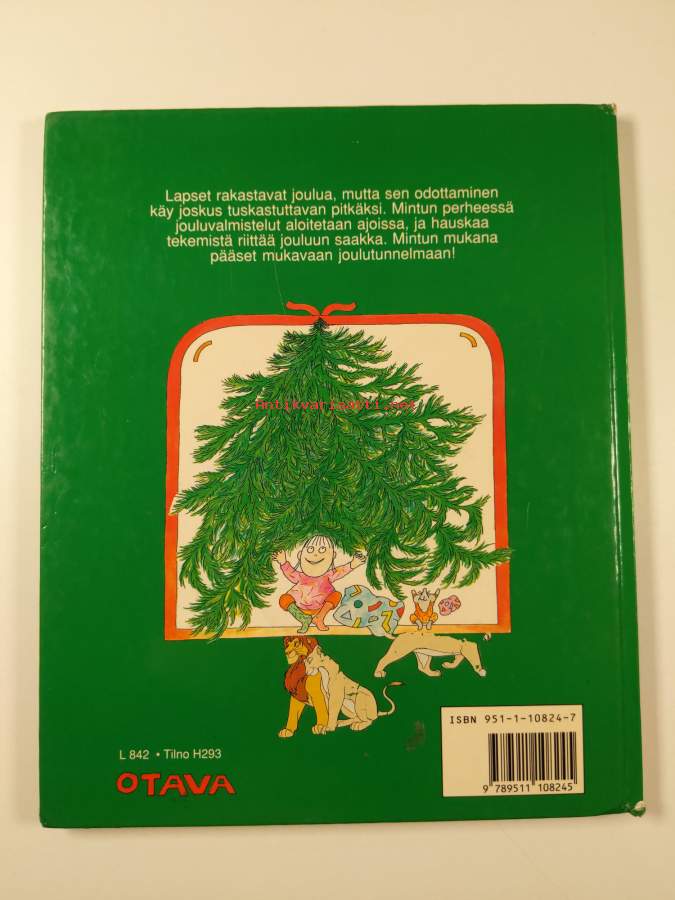 Lapset rakastavat joulua, mutta sen odottaminen
käy joskus tuskastuttavan pitkäksi. Mintun perheessä
jouluvalmistelut aloitetaan ajoissa, ja hauskaa
tekemistä riittää jouluun saakka. Mintun mukana
pääset mukavaan joulutunnelmaan!
Antikvariaatti.net
ISBN 951-1-10824-7
L 842 • Tilno H293
OTAVA
9 789511 108245